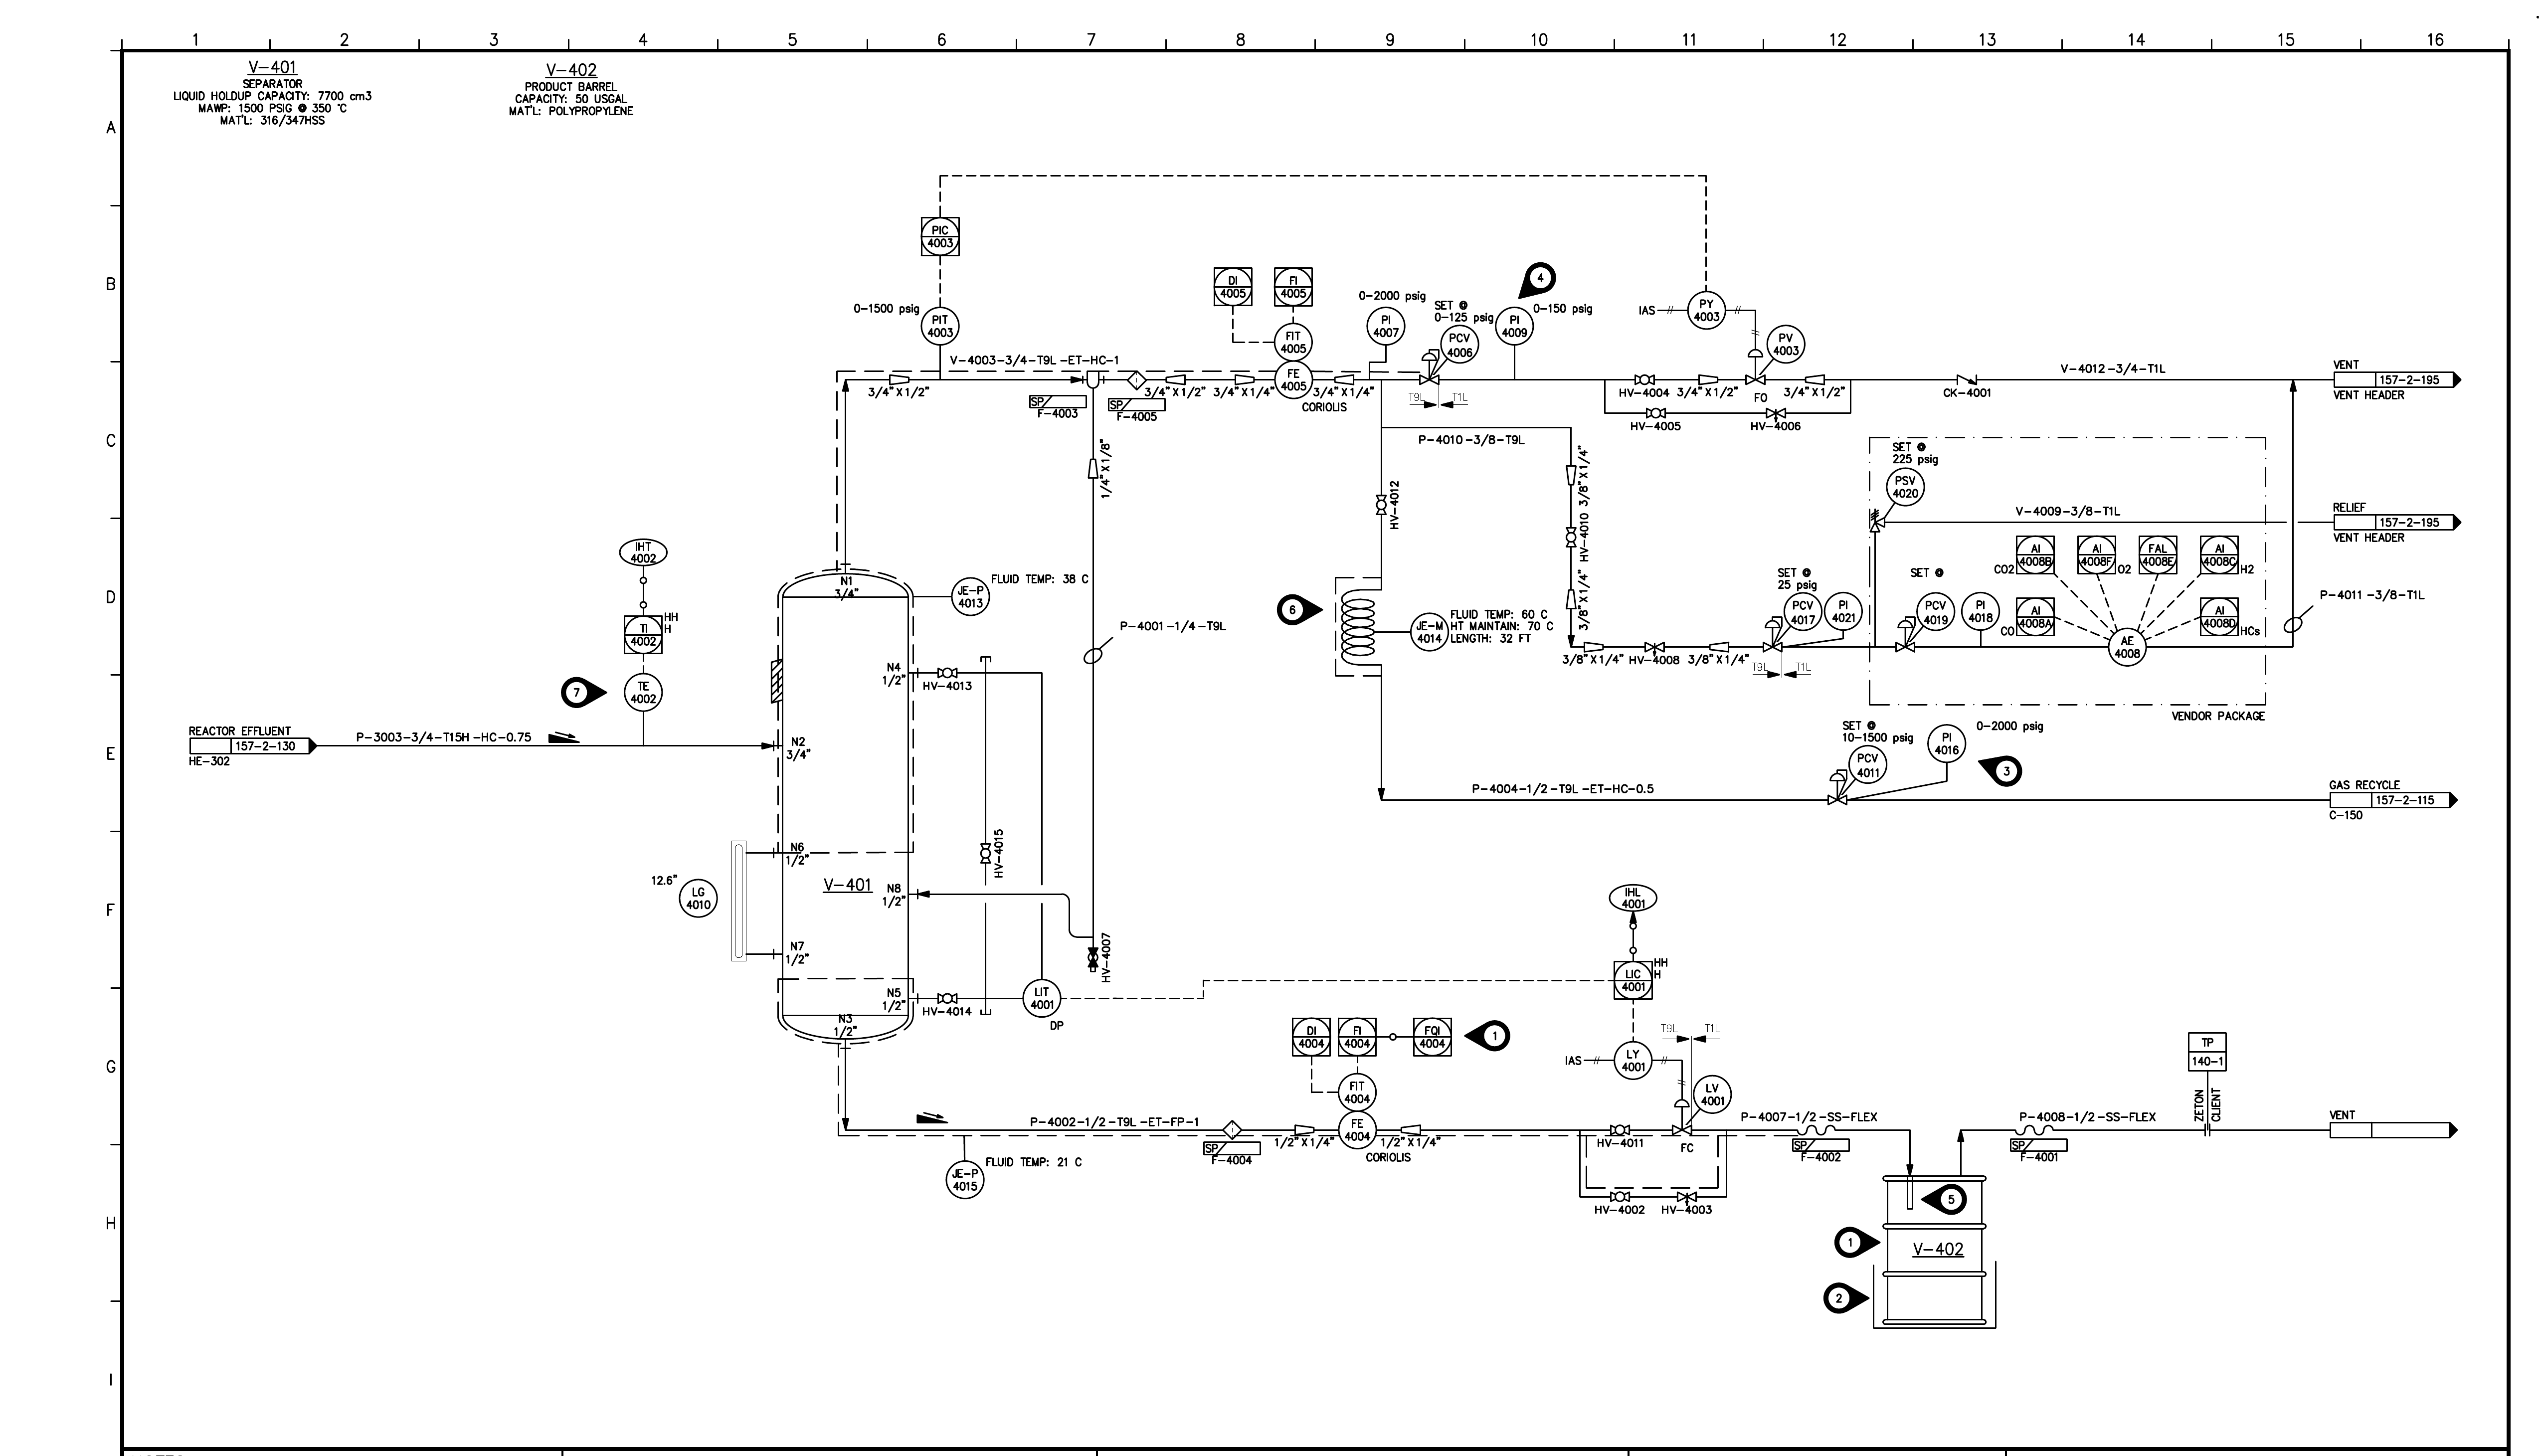 1 2 3 4 5 6 7 8 9 10 11 12 13 14 15 16
A
B
C
D
E
F
G
H
I
V-401
SEPARATOR
LIQUID HOLDUP CAPACITY: 7700 cm3
MAWP: 1500 PSIG @ 350 °C
MAT'L: 316/347HSS
V-402
PRODUCT BARREL
CAPACITY: 50 USGAL
MAT'L: POLYPROPYLENE
PIC
4003
0-1500 psig
PIT
4003
V-4003-3/4-T9L-ET-HC-1
3/4"X1/2"
SP
F-4003
SP
F-4005
3/4"X1/2"
DI
4005
FI
4005
FIT
4005
FE
4005
3/4"X1/4"
3/4"X1/4"
CORIOLIS
0-2000 psig
PI
4007
SET @
0-125 psig
PCV
4006
T9L
T1L
4
PI
4009
0-150 psig
IAS
PY
4003
PV
4003
HV-4004
3/4"X1/2"
FO
3/4"X1/2"
HV-4005
HV-4006
CK-4001
V-4012-3/4-T1L
VENT
157-2-195
VENT HEADER
P-4010-3/8-T9L
1/4"X1/8"
HV-4012
3/8"X1/4"
HV-4010
3/8"X1/4"
SET @
225 psig
PSV
4020
V-4009-3/8-T1L
RELIEF
157-2-195
VENT HEADER
AI
4008B
CO2
AI
4008F
O2
FAL
4008E
AI
4008C
H2
AI
4008A
CO
AI
4008D
HCs
AE
4008
SET @
25 psig
PCV
4017
PI
4021
SET @
PCV
4019
PI
4018
P-4011-3/8-T1L
3/8"X1/4"
HV-4008
3/8"X1/4"
T9L
T1L
VENDOR PACKAGE
IHT
4002
TI
4002
HH
H
TE
4002
7
N1
3/4"
JE-P
4013
FLUID TEMP: 38 C
P-4001-1/4-T9L
6
JE-M
4014
FLUID TEMP: 60 C
HT MAINTAIN: 70 C
LENGTH: 32 FT
N4
1/2"
HV-4013
REACTOR EFFLUENT
157-2-130
HE-302
P-3003-3/4-T15H-HC-0.75
N2
3/4"
SET @
10-1500 psig
PCV
4011
PI
4016
0-2000 psig
3
P-4004-1/2-T9L-ET-HC-0.5
GAS RECYCLE
157-2-115
C-150
HV-4015
N6
1/2"
12.6"
LG
4010
V-401
N8
1/2"
N7
1/2"
HV-4007
N5
1/2"
HV-4014
LIT
4001
DP
N3
1/2"
IHL
4001
LIC
4001
HH
H
DI
4004
FI
4004
FQI
4004
1
FIT
4004
IAS
LY
4001
T9L
T1L
LV
4001
TP
140-1
ZETON
CLIENT
P-4002-1/2-T9L-ET-FP-1
SP
F-4004
1/2"X1/4"
FE
4004
1/2"X1/4"
CORIOLIS
HV-4011
FC
P-4007-1/2-SS-FLEX
SP
F-4002
P-4008-1/2-SS-FLEX
SP
F-4001
VENT
JE-P
4015
FLUID TEMP: 21 C
HV-4002
HV-4003
5
1
V-402
2